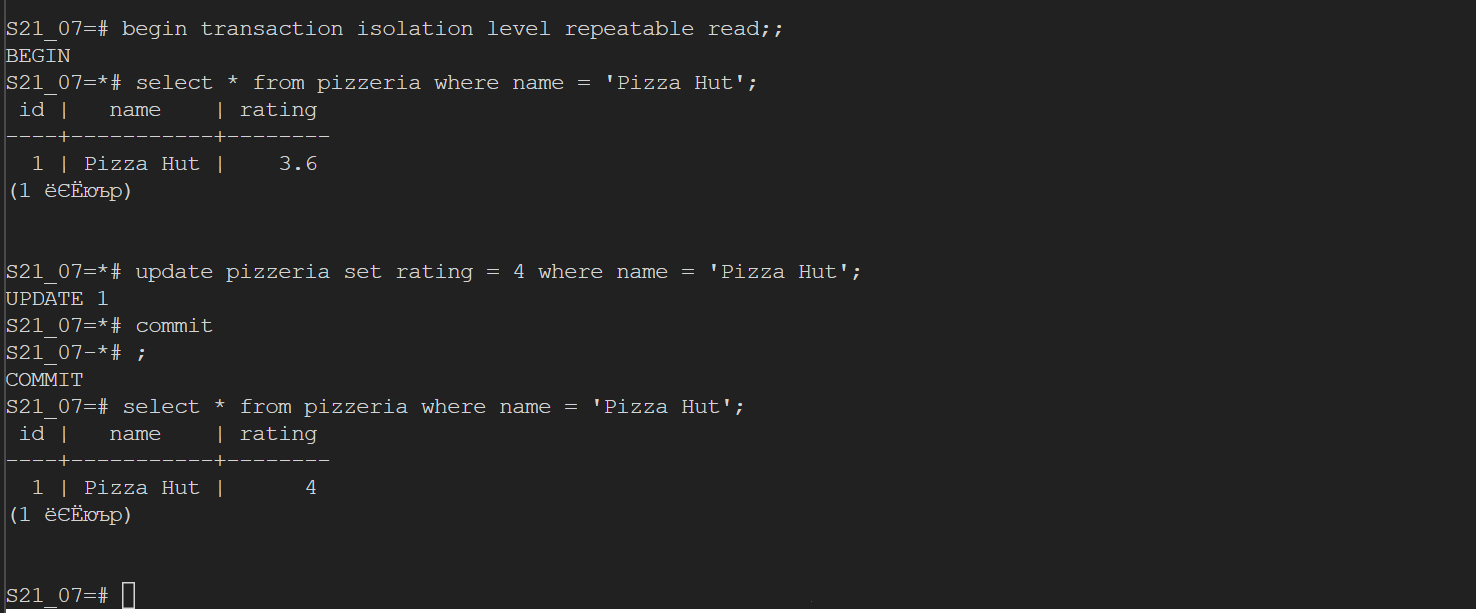 S21_07=# begin transaction isolation level repeatable read;;
BEGIN
S21_07=*# select * from pizzeria where name = 'Pizza Hut';
 id |   name    | rating
----+-----------+--------
  1 | Pizza Hut |    3.6
(1 ёЄЁюър)
S21_07=*# update pizzeria set rating = 4 where name = 'Pizza Hut';
UPDATE 1
S21_07=*# commit
S21_07-*# ;
COMMIT
S21_07=# select * from pizzeria where name = 'Pizza Hut';
 id |   name    | rating
----+-----------+--------
  1 | Pizza Hut |      4
(1 ёЄЁюър)
S21_07=#